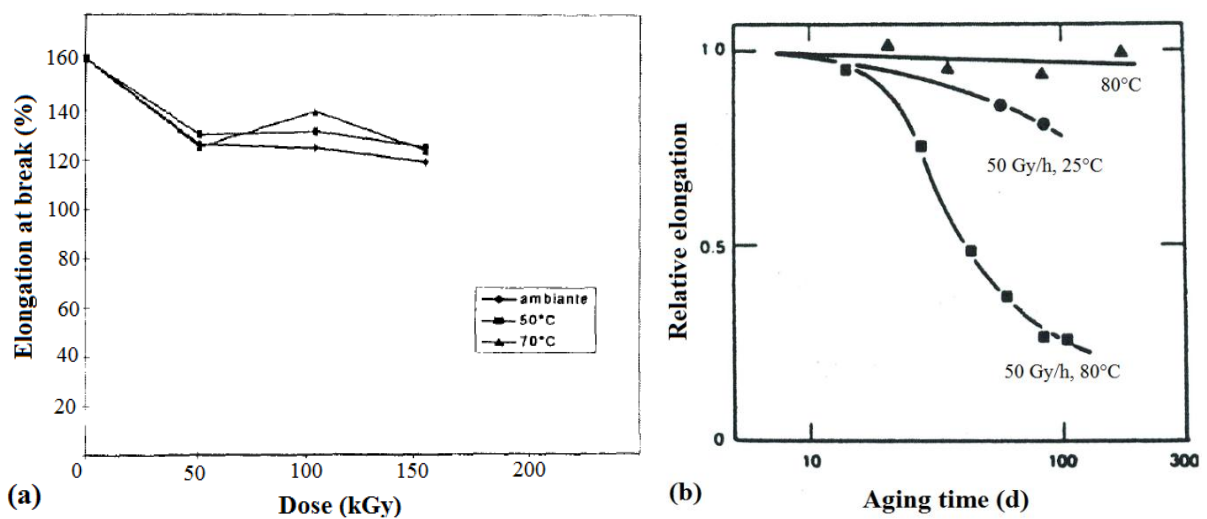 160
140
120
100
80
60
40
20
Elongation at break (%)
ambiante
50°C
70°C
0
50
100
150
200
Dose (kGy)
(a)
1 0
0.5
0
Relative elongation
80°C
50 Gy/h, 25°C
50 Gy/h, 80°C
10
100
300
Aging time (d)
(b)